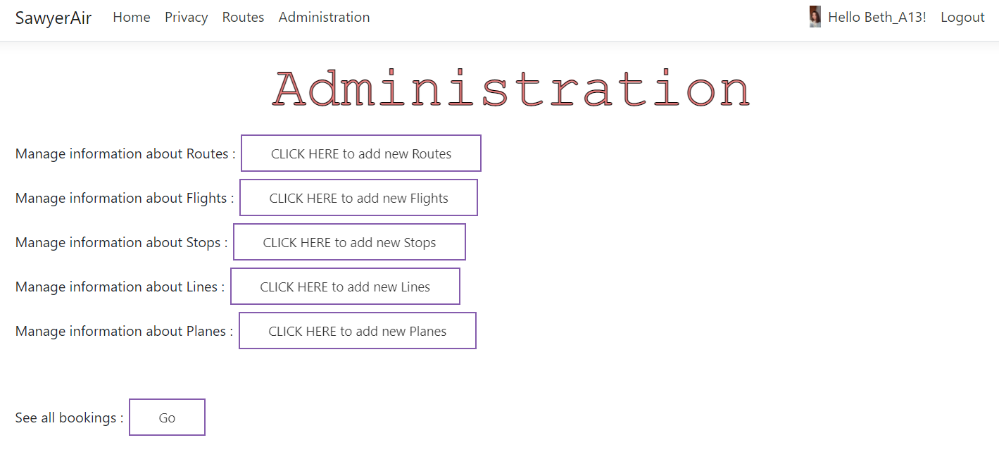 SawyerAir Home Privacy Routes Administration Hello Beth_A13! Logout
Administration
Manage information about Routes : CLICK HERE to add new Routes
Manage information about Flights : CLICK HERE to add new Flights
Manage information about Stops : CLICK HERE to add new Stops
Manage information about Lines : CLICK HERE to add new Lines
Manage information about Planes : CLICK HERE to add new Planes
See all bookings : Go